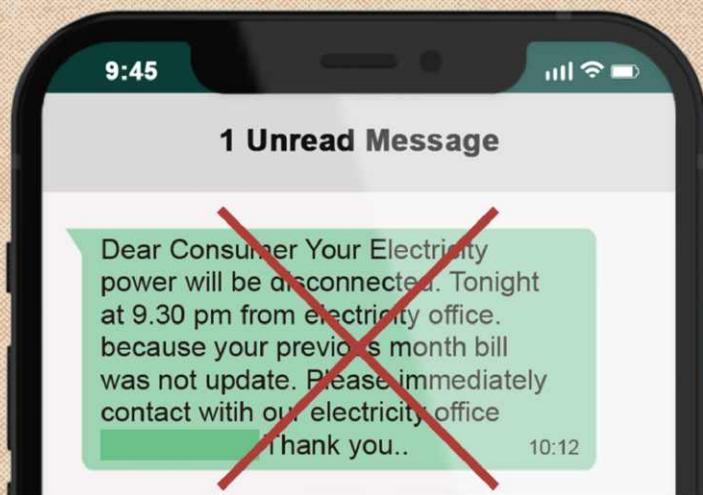 9:45
1 Unread Message
Dear Consumer Your Electricity
power will be disconnected. Tonight
at 9.30 pm from electricity office.
because your previous month bill
was not update. Please immediately
contact witih our electricity office
Thank you..
10:12